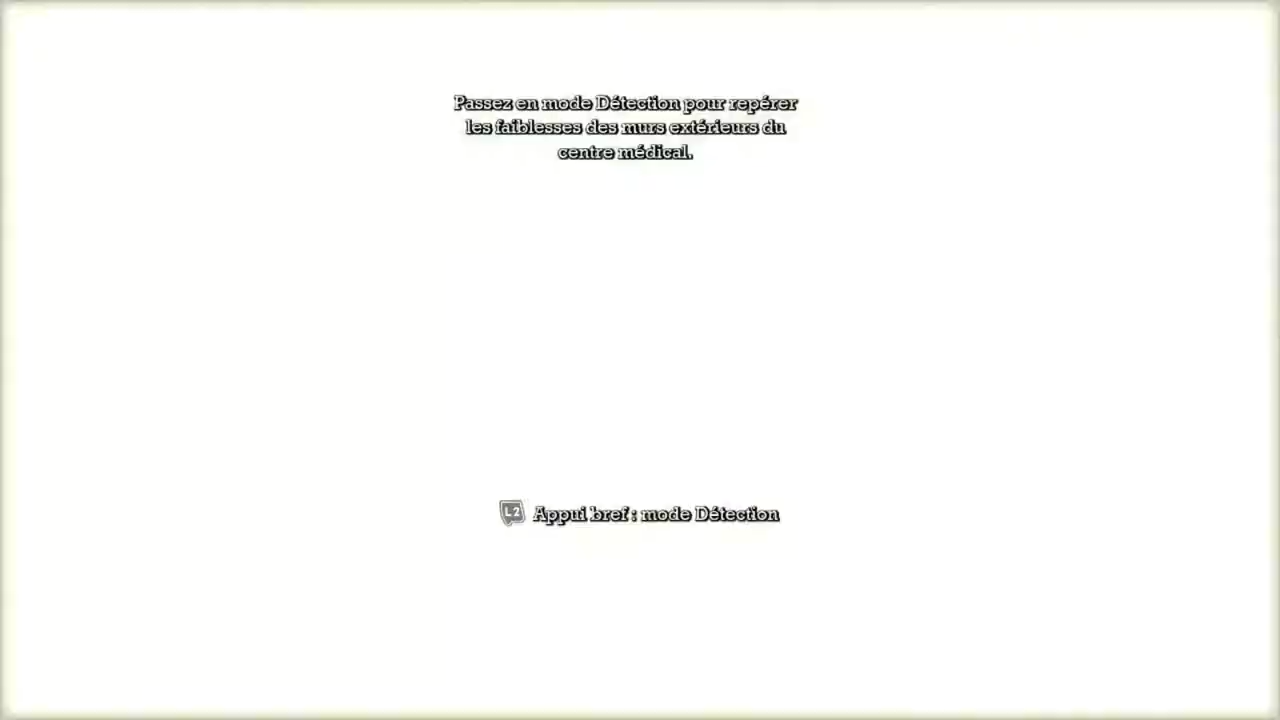 Passez en mode Détection pour repérer
les faiblesses des murs extérieurs du
centre médical.
L2 Appui bref : mode Détection